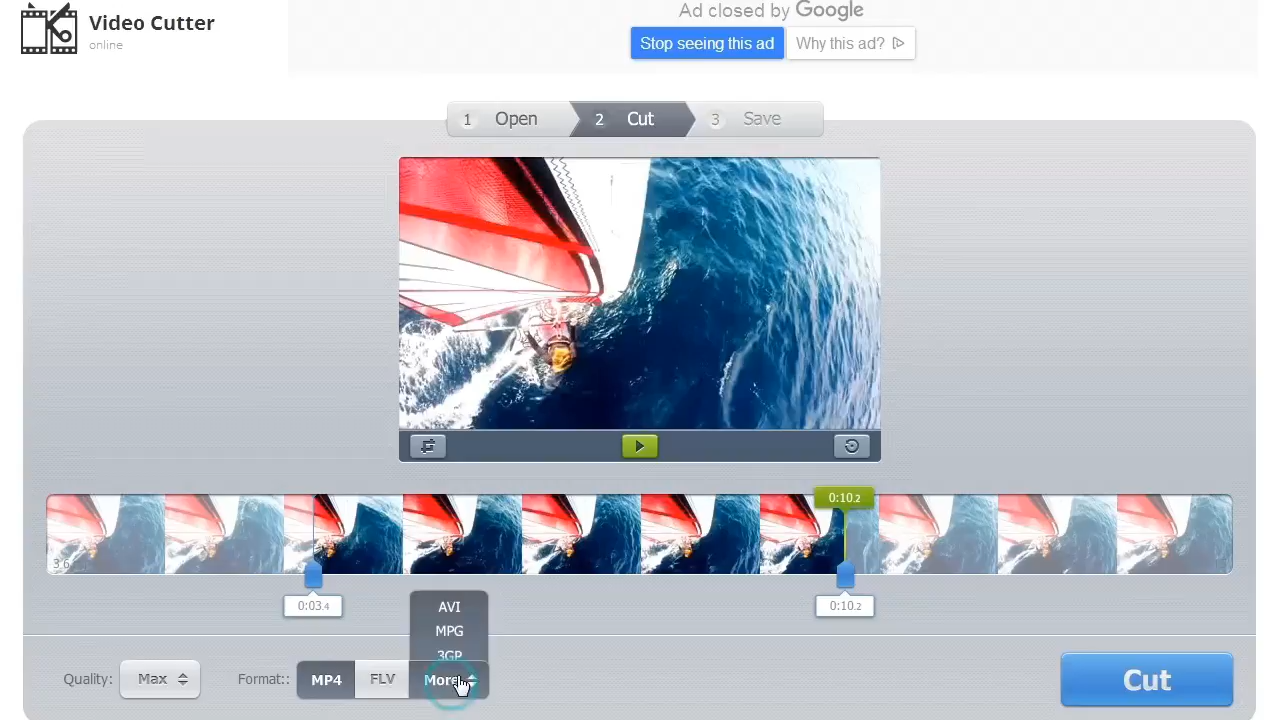 Video Cutter
online
Ad closed by Google
Stop seeing this ad
Why this ad?
1 Open
2 Cut
3 Save
0:10.2
3.6
0:03.4
0:10.2
AVI
MPG
3GP
Quality: Max
Format:: MP4 FLV More
Cut